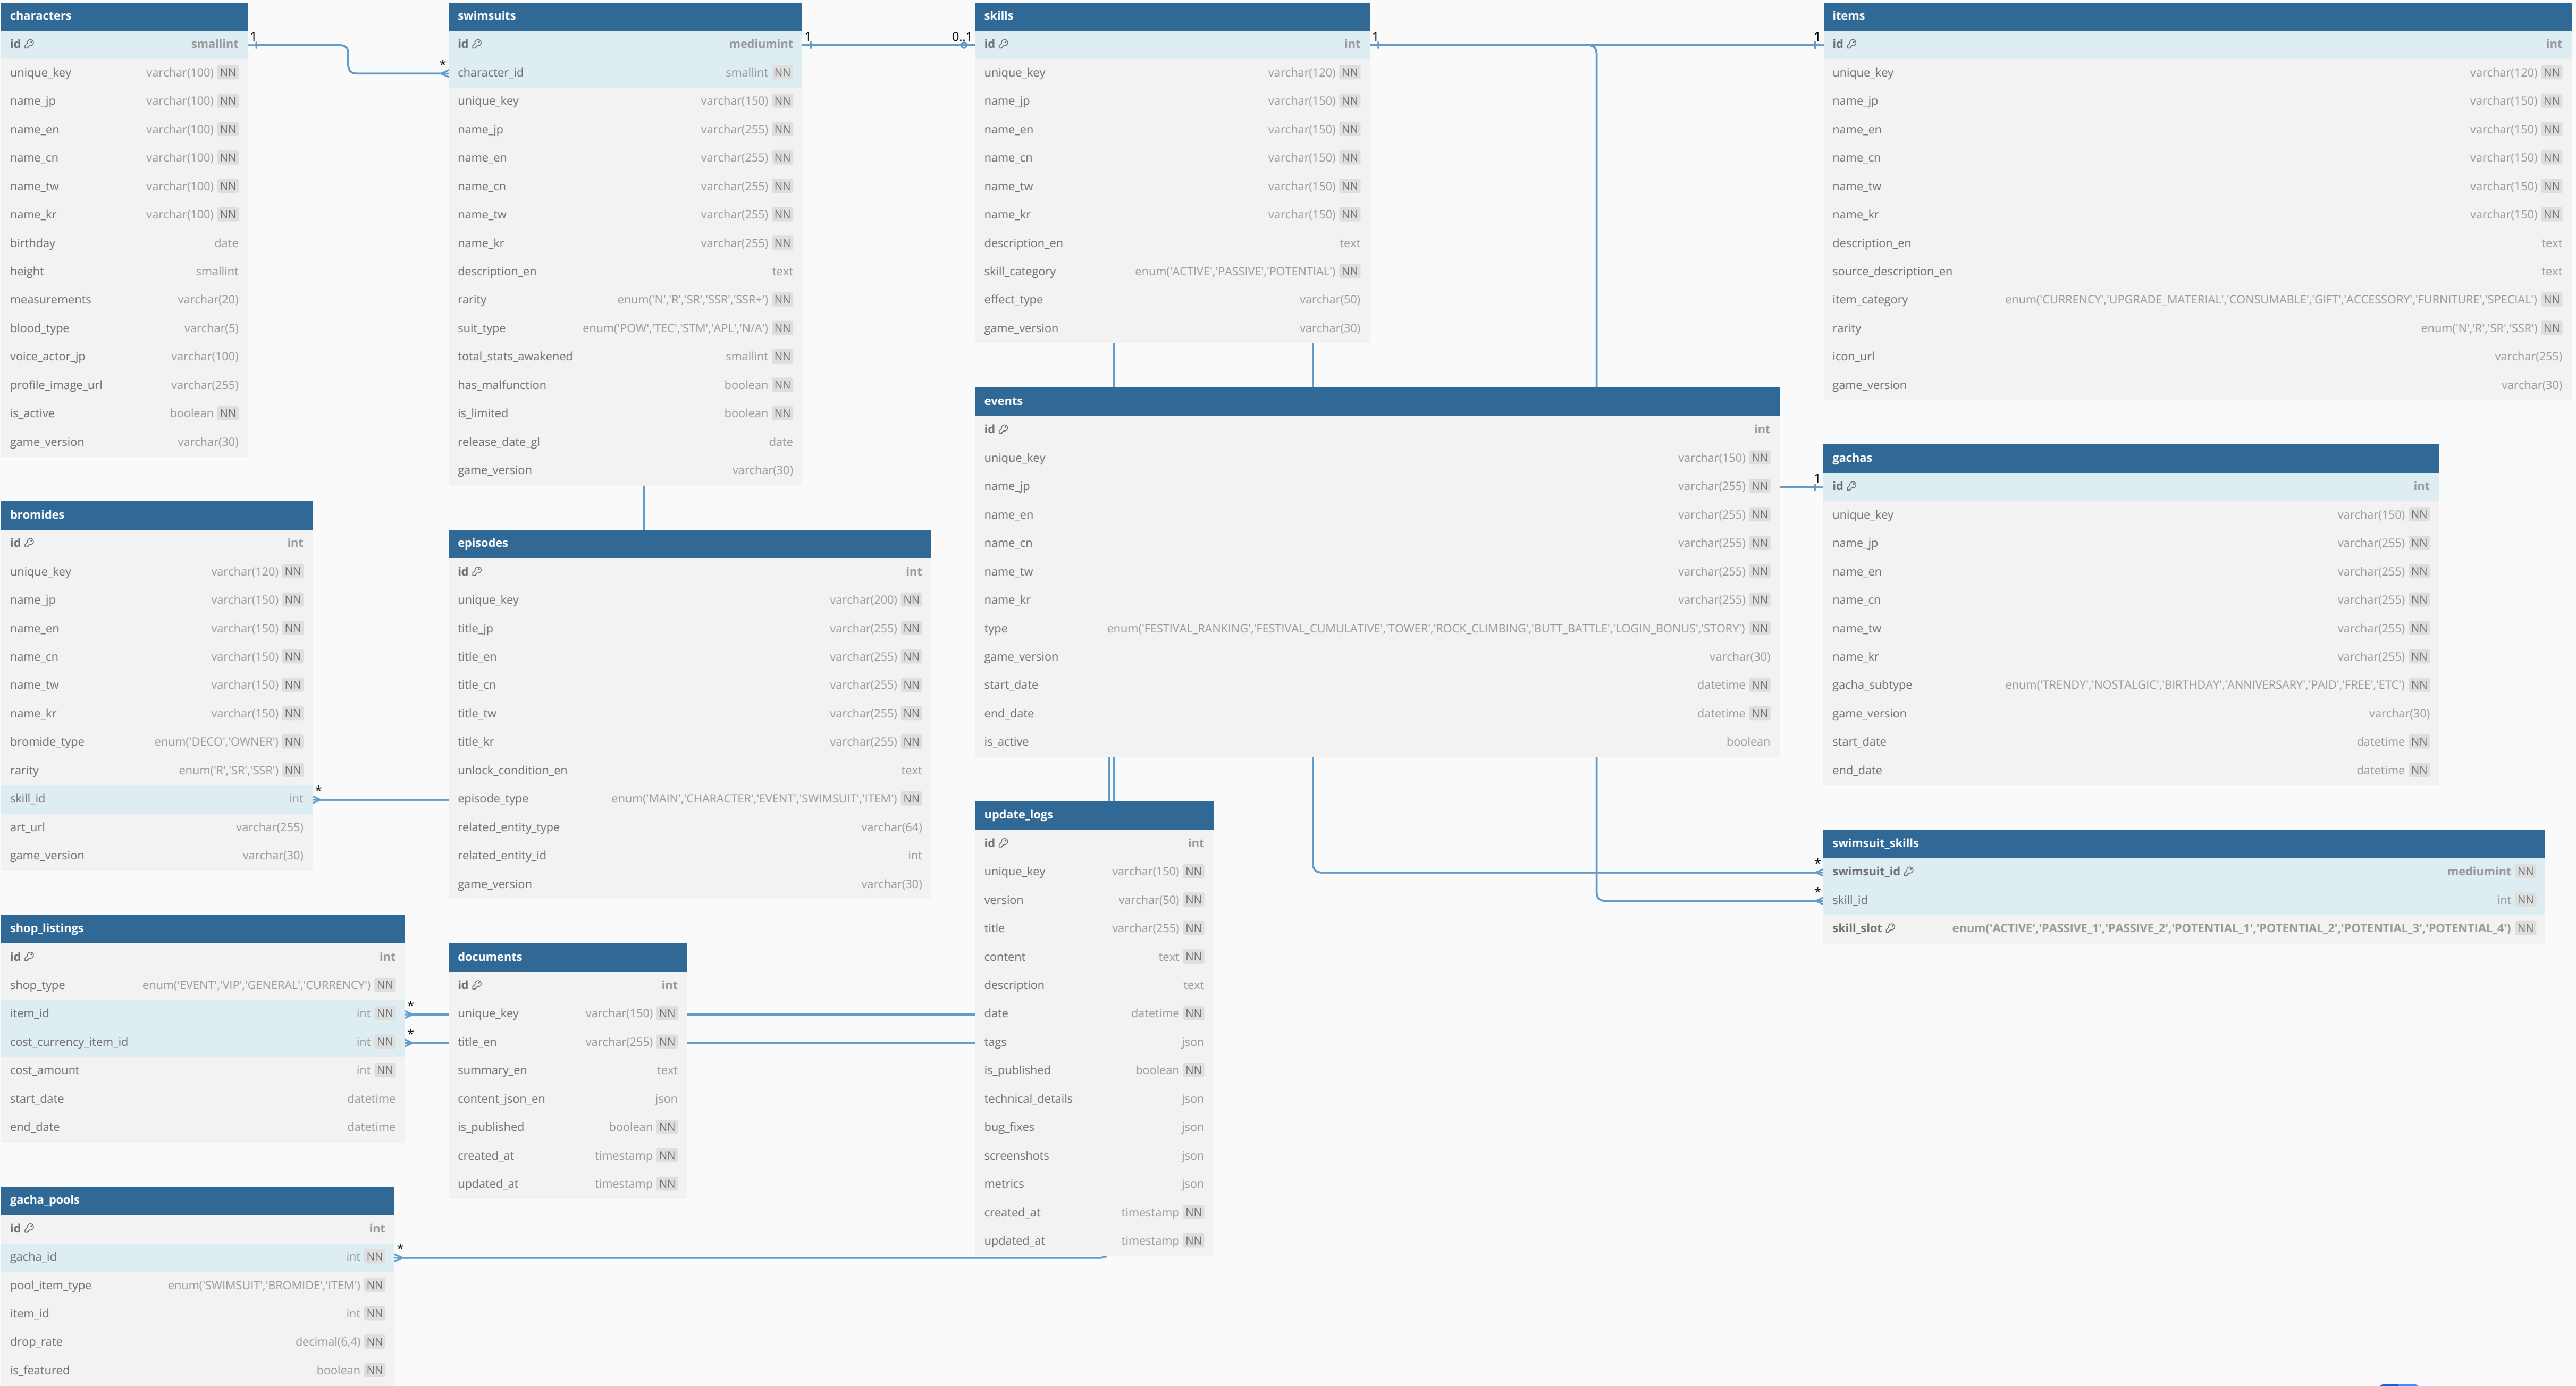 characters
id smallint
unique_key varchar(100) NN
name_jp varchar(100) NN
name_en varchar(100) NN
name_cn varchar(100) NN
name_tw varchar(100) NN
name_kr varchar(100) NN
birthday date
height smallint
measurements varchar(20)
blood_type varchar(5)
voice_actor_jp varchar(100)
profile_image_url varchar(255)
is_active boolean NN
game_version varchar(30)
1
*
swimsuits
id mediumint
character_id smallint NN
unique_key varchar(150) NN
name_jp varchar(255) NN
name_en varchar(255) NN
name_cn varchar(255) NN
name_tw varchar(255) NN
name_kr varchar(255) NN
description_en text
rarity enum('N','R','SR','SSR','SSR+') NN
suit_type enum('POW','TEC','STM','APL','N/A') NN
total_stats_awakened smallint NN
has_malfunction boolean NN
is_limited boolean NN
release_date_gl date
game_version varchar(30)
1
0..1
skills
id int
unique_key varchar(120) NN
name_jp varchar(150) NN
name_en varchar(150) NN
name_cn varchar(150) NN
name_tw varchar(150) NN
name_kr varchar(150) NN
description_en text
skill_category enum('ACTIVE','PASSIVE','POTENTIAL') NN
effect_type varchar(50)
game_version varchar(30)
1
1
items
id int
unique_key varchar(120) NN
name_jp varchar(150) NN
name_en varchar(150) NN
name_cn varchar(150) NN
name_tw varchar(150) NN
name_kr varchar(150) NN
description_en text
source_description_en text
item_category enum('CURRENCY','UPGRADE_MATERIAL','CONSUMABLE','GIFT','ACCESSORY','FURNITURE','SPECIAL') NN
rarity enum('N','R','SR','SSR') NN
icon_url varchar(255)
game_version varchar(30)
bromides
id int
unique_key varchar(120) NN
name_jp varchar(150) NN
name_en varchar(150) NN
name_cn varchar(150) NN
name_tw varchar(150) NN
name_kr varchar(150) NN
bromide_type enum('DECO','OWNER') NN
rarity enum('R','SR','SSR') NN
skill_id int
art_url varchar(255)
game_version varchar(30)
*
episodes
id int
unique_key varchar(200) NN
title_jp varchar(255) NN
title_en varchar(255) NN
title_cn varchar(255) NN
title_tw varchar(255) NN
title_kr varchar(255) NN
unlock_condition_en text
episode_type enum('MAIN','CHARACTER','EVENT','SWIMSUIT','ITEM') NN
related_entity_type varchar(64)
related_entity_id int
game_version varchar(30)
events
id int
unique_key varchar(150) NN
name_jp varchar(255) NN
name_en varchar(255) NN
name_cn varchar(255) NN
name_tw varchar(255) NN
name_kr varchar(255) NN
type enum('FESTIVAL_RANKING','FESTIVAL_CUMULATIVE','TOWER','ROCK_CLIMBING','BUTT_BATTLE','LOGIN_BONUS','STORY') NN
game_version varchar(30)
start_date datetime NN
end_date datetime NN
is_active boolean
1
gachas
id int
unique_key varchar(150) NN
name_jp varchar(255) NN
name_en varchar(255) NN
name_cn varchar(255) NN
name_tw varchar(255) NN
name_kr varchar(255) NN
gacha_subtype enum('TRENDY','NOSTALGIC','BIRTHDAY','ANNIVERSARY','PAID','FREE','ETC') NN
game_version varchar(30)
start_date datetime NN
end_date datetime NN
shop_listings
id int
shop_type enum('EVENT','VIP','GENERAL','CURRENCY') NN
item_id int NN
cost_currency_item_id int NN
cost_amount int NN
start_date datetime
end_date datetime
*
*
documents
id int
unique_key varchar(150) NN
title_en varchar(255) NN
summary_en text
content_json_en json
is_published boolean NN
created_at timestamp NN
updated_at timestamp NN
update_logs
id int
unique_key varchar(150) NN
version varchar(50) NN
title varchar(255) NN
content text NN
description text
date datetime NN
tags json
is_published boolean NN
technical_details json
bug_fixes json
screenshots json
metrics json
created_at timestamp NN
updated_at timestamp NN
*
*
swimsuit_skills
swimsuit_id mediumint NN
skill_id int NN
skill_slot enum('ACTIVE','PASSIVE_1','PASSIVE_2','POTENTIAL_1','POTENTIAL_2','POTENTIAL_3','POTENTIAL_4') NN
gacha_pools
id int
gacha_id int NN
pool_item_type enum('SWIMSUIT','BROMIDE','ITEM') NN
item_id int NN
drop_rate decimal(6,4) NN
is_featured boolean NN
*